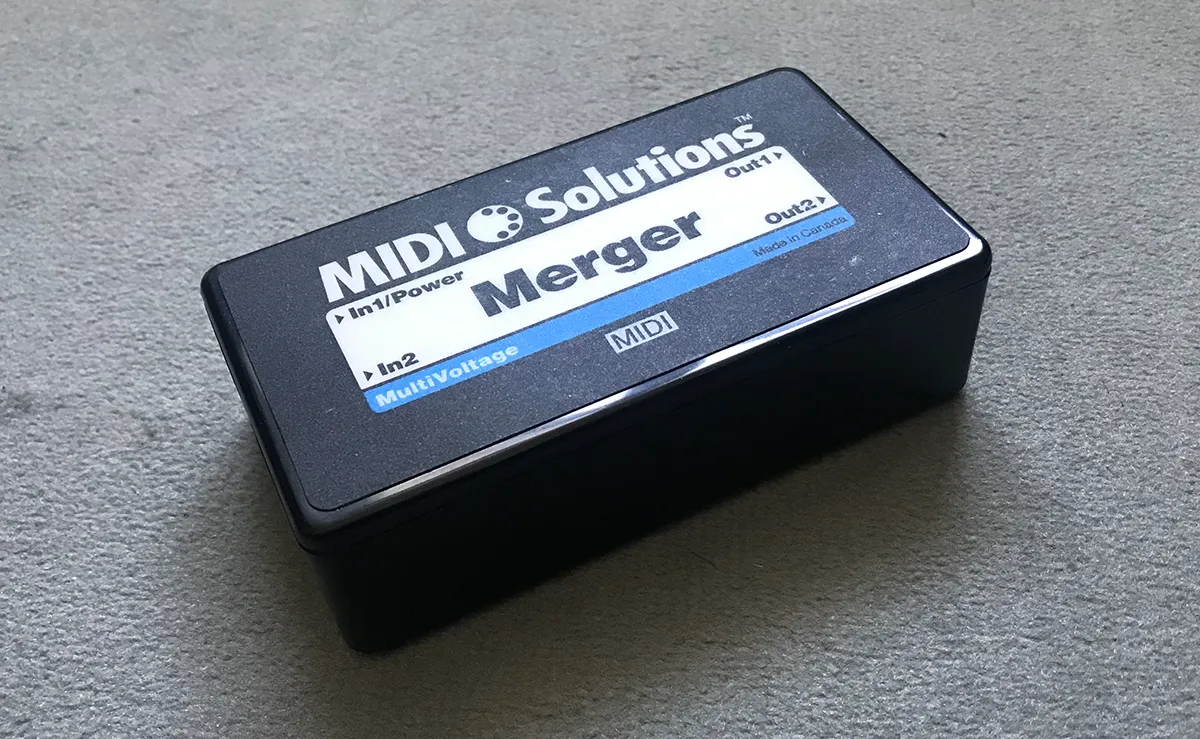 MIDI Solutions™
In1/Power
Out1
Merger
In2
Out2
MultiVoltage
Made in Canada
MIDI